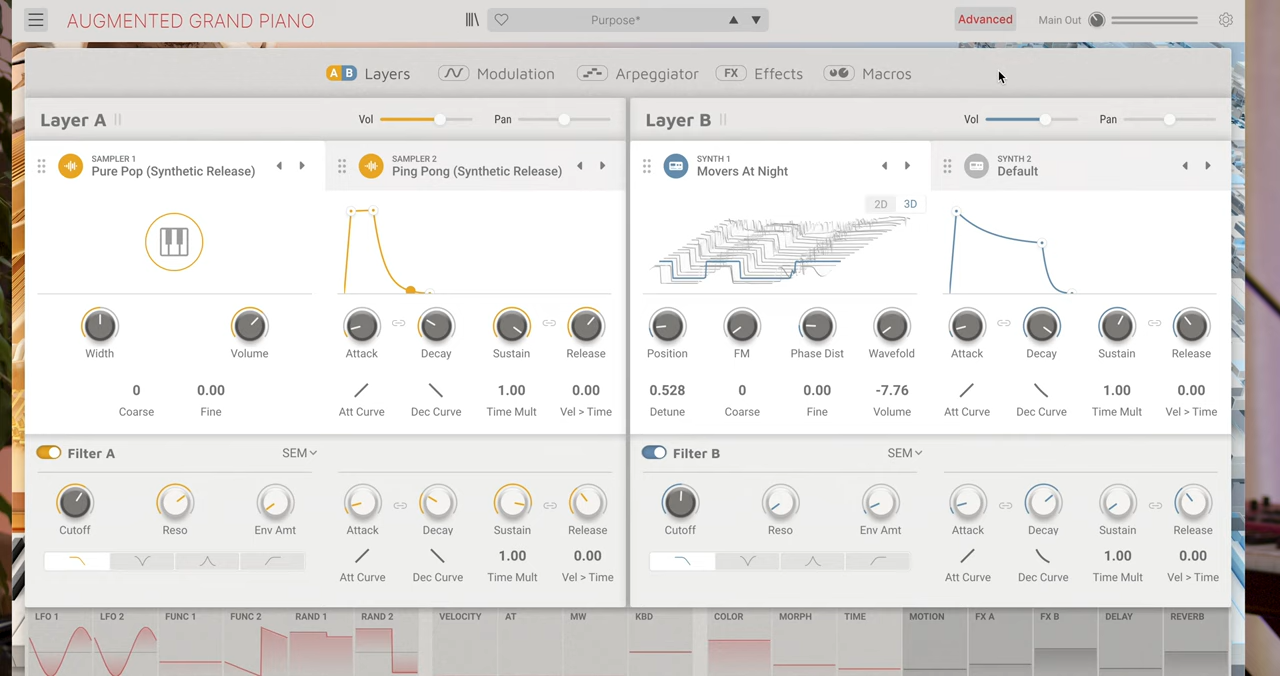 AUGMENTED GRAND PIANO
Purpose*
Advanced
Main Out
A B Layers
Modulation
Arpeggiator
FX Effects
Macros
Layer A
Vol
Pan
Layer B
Vol
Pan
SAMPLER 1
Pure Pop (Synthetic Release)
SAMPLER 2
Ping Pong (Synthetic Release)
SYNTH 1
Movers At Night
SYNTH 2
Default
2D 3D
Width Volume Attack Decay Sustain Release Position FM Phase Dist Wavefold Attack Decay Sustain Release
0 0.00 1.00 0.00 0.528 0 0.00 -7.76 1.00 0.00
Coarse Fine Att Curve Dec Curve Time Mult Vel > Time Detune Coarse Fine Volume Att Curve Dec Curve Time Mult Vel > Time
Filter A SEM Filter B SEM
Cutoff Reso Env Amt Attack Decay Sustain Release Cutoff Reso Env Amt Attack Decay Sustain Release
1.00 0.00 1.00 0.00
Att Curve Dec Curve Time Mult Vel > Time Att Curve Dec Curve Time Mult Vel > Time
LFO 1 LFO 2 FUNC 1 FUNC 2 RAND 1 RAND 2 VELOCITY AT MW KBD COLOR MORPH TIME MOTION FX A FX B DELAY REVERB